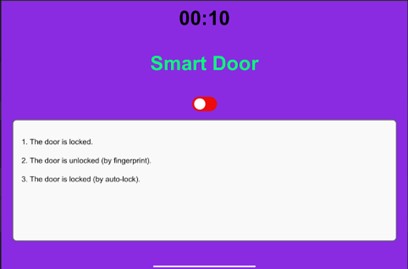 00:10
Smart Door
1. The door is locked.
2. The door is unlocked (by fingerprint).
3. The door is locked (by auto-lock).